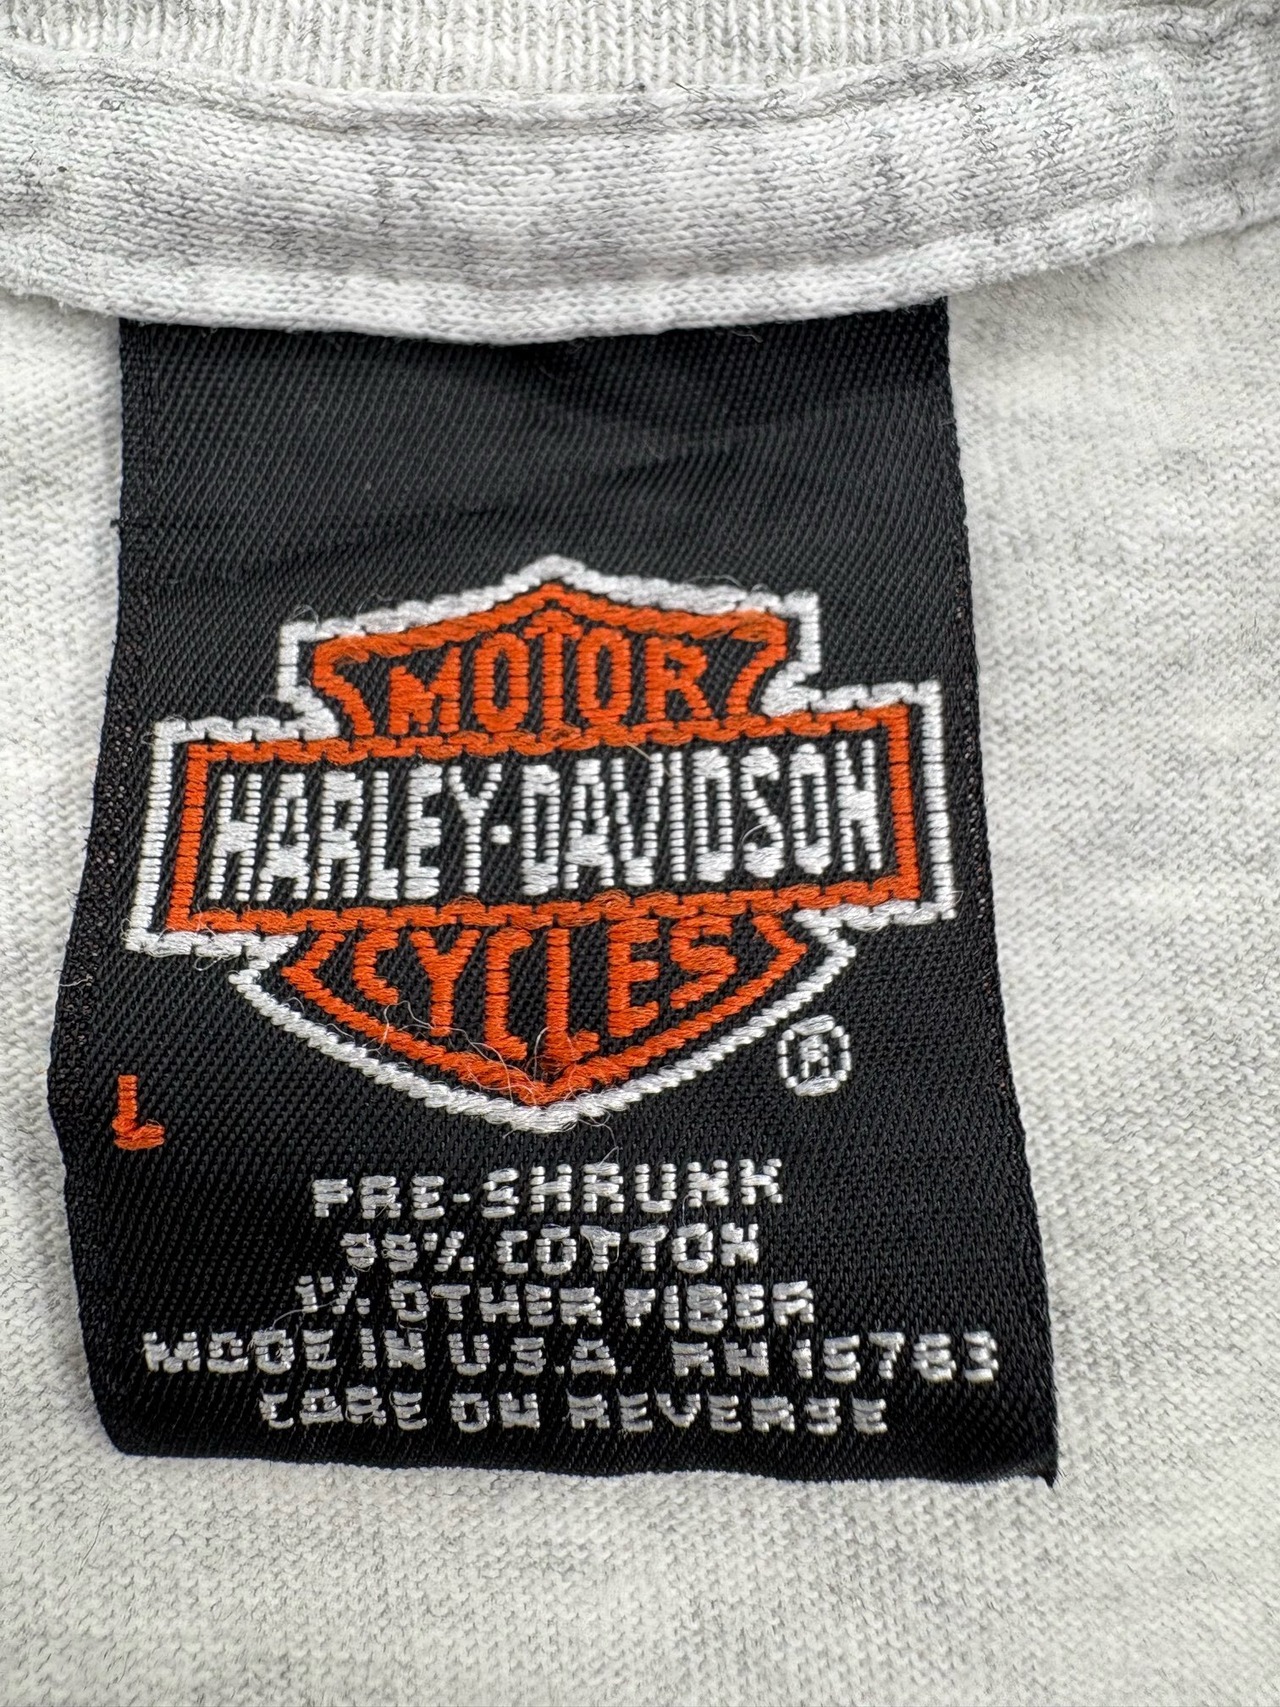 MOTOR
HARLEY-DAVIDSON
CYCLES
®
L
PRE-SHRUNK
99% COTTON
1% OTHER FIBER
MADE IN U.S.A. RN 15763
CARE ON REVERSE